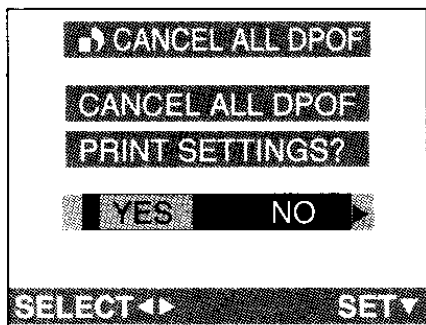 CANCEL ALL DPOF
CANCEL ALL DPOF
PRINT SETTINGS?
YES NO
SELECT◀▶ SET▼